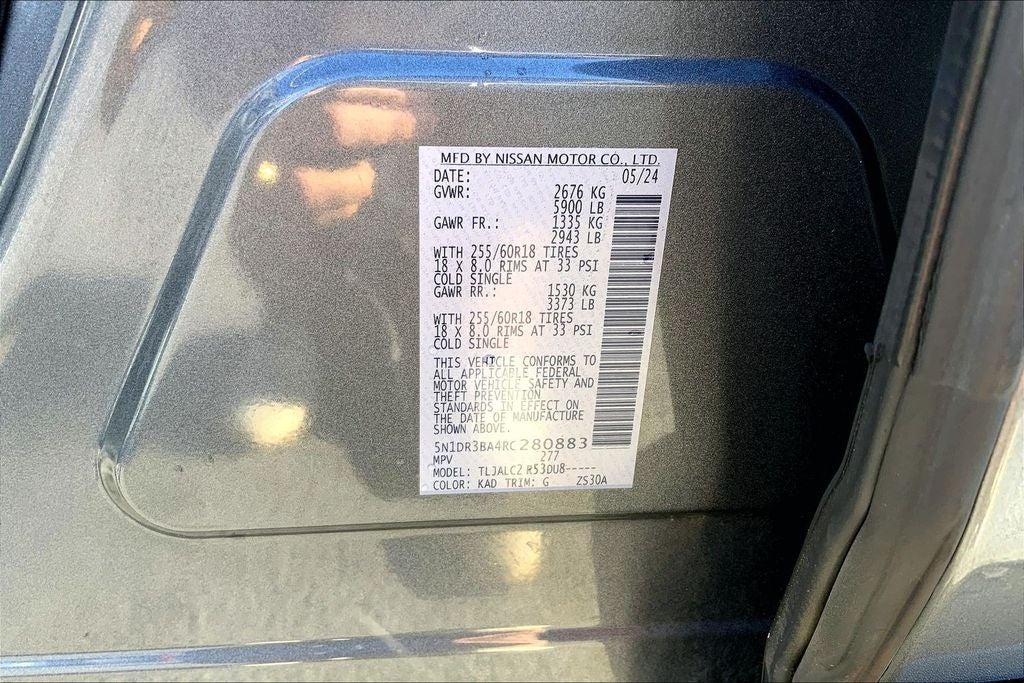 MFD BY NISSAN MOTOR CO., LTD.
DATE: 05/24
GVWR: 2676 KG
5900 LB
GAWR FR.: 1335 KG
2943 LB
WITH 255/60R18 TIRES
18 X 8.0 RIMS AT 33 PSI
COLD SINGLE
GAWR RR.: 1530 KG
3373 LB
WITH 255/60R18 TIRES
18 X 8.0 RIMS AT 33 PSI
COLD SINGLE
THIS VEHICLE CONFORMS TO
ALL APPLICABLE FEDERAL
MOTOR VEHICLE SAFETY AND
THEFT PREVENTION
STANDARDS IN EFFECT ON
THE DATE OF MANUFACTURE
SHOWN ABOVE.
5N1DR3BA4RC280883
MPV 277
MODEL: TLJALC2 R53DU8-----
COLOR: KAD TRIM: G ZS30A